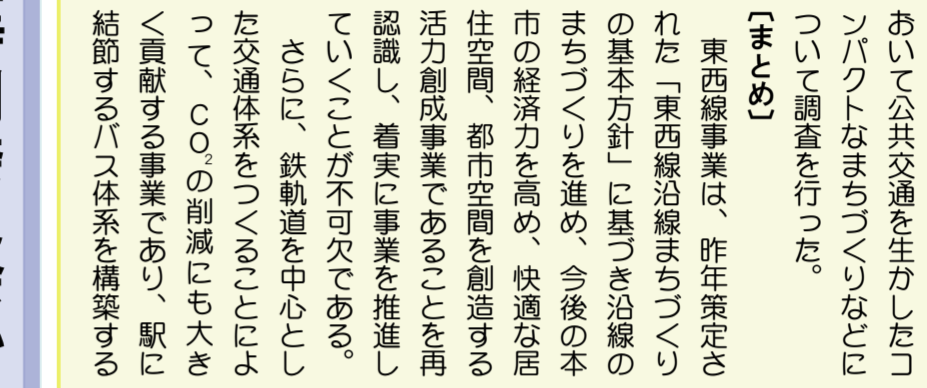 おいて公共交通を生かしたコ
ンパクトなまちづくりなどに
ついて調査を行った。
〔まとめ〕
東西線事業は、昨年策定さ
れた「東西線沿線まちづくり
の基本方針」に基づき沿線の
まちづくりを進め、今後の本
市の経済力を高め、快適な居
住空間、都市空間を創造する
活力創成事業であることを再
認識し、着実に事業を推進し
ていくことが不可欠である。
さらに、鉄軌道を中心とし
た交通体系をつくることによ
って、CO₂の削減にも大き
く貢献する事業であり、駅に
結節するバス体系を構築する